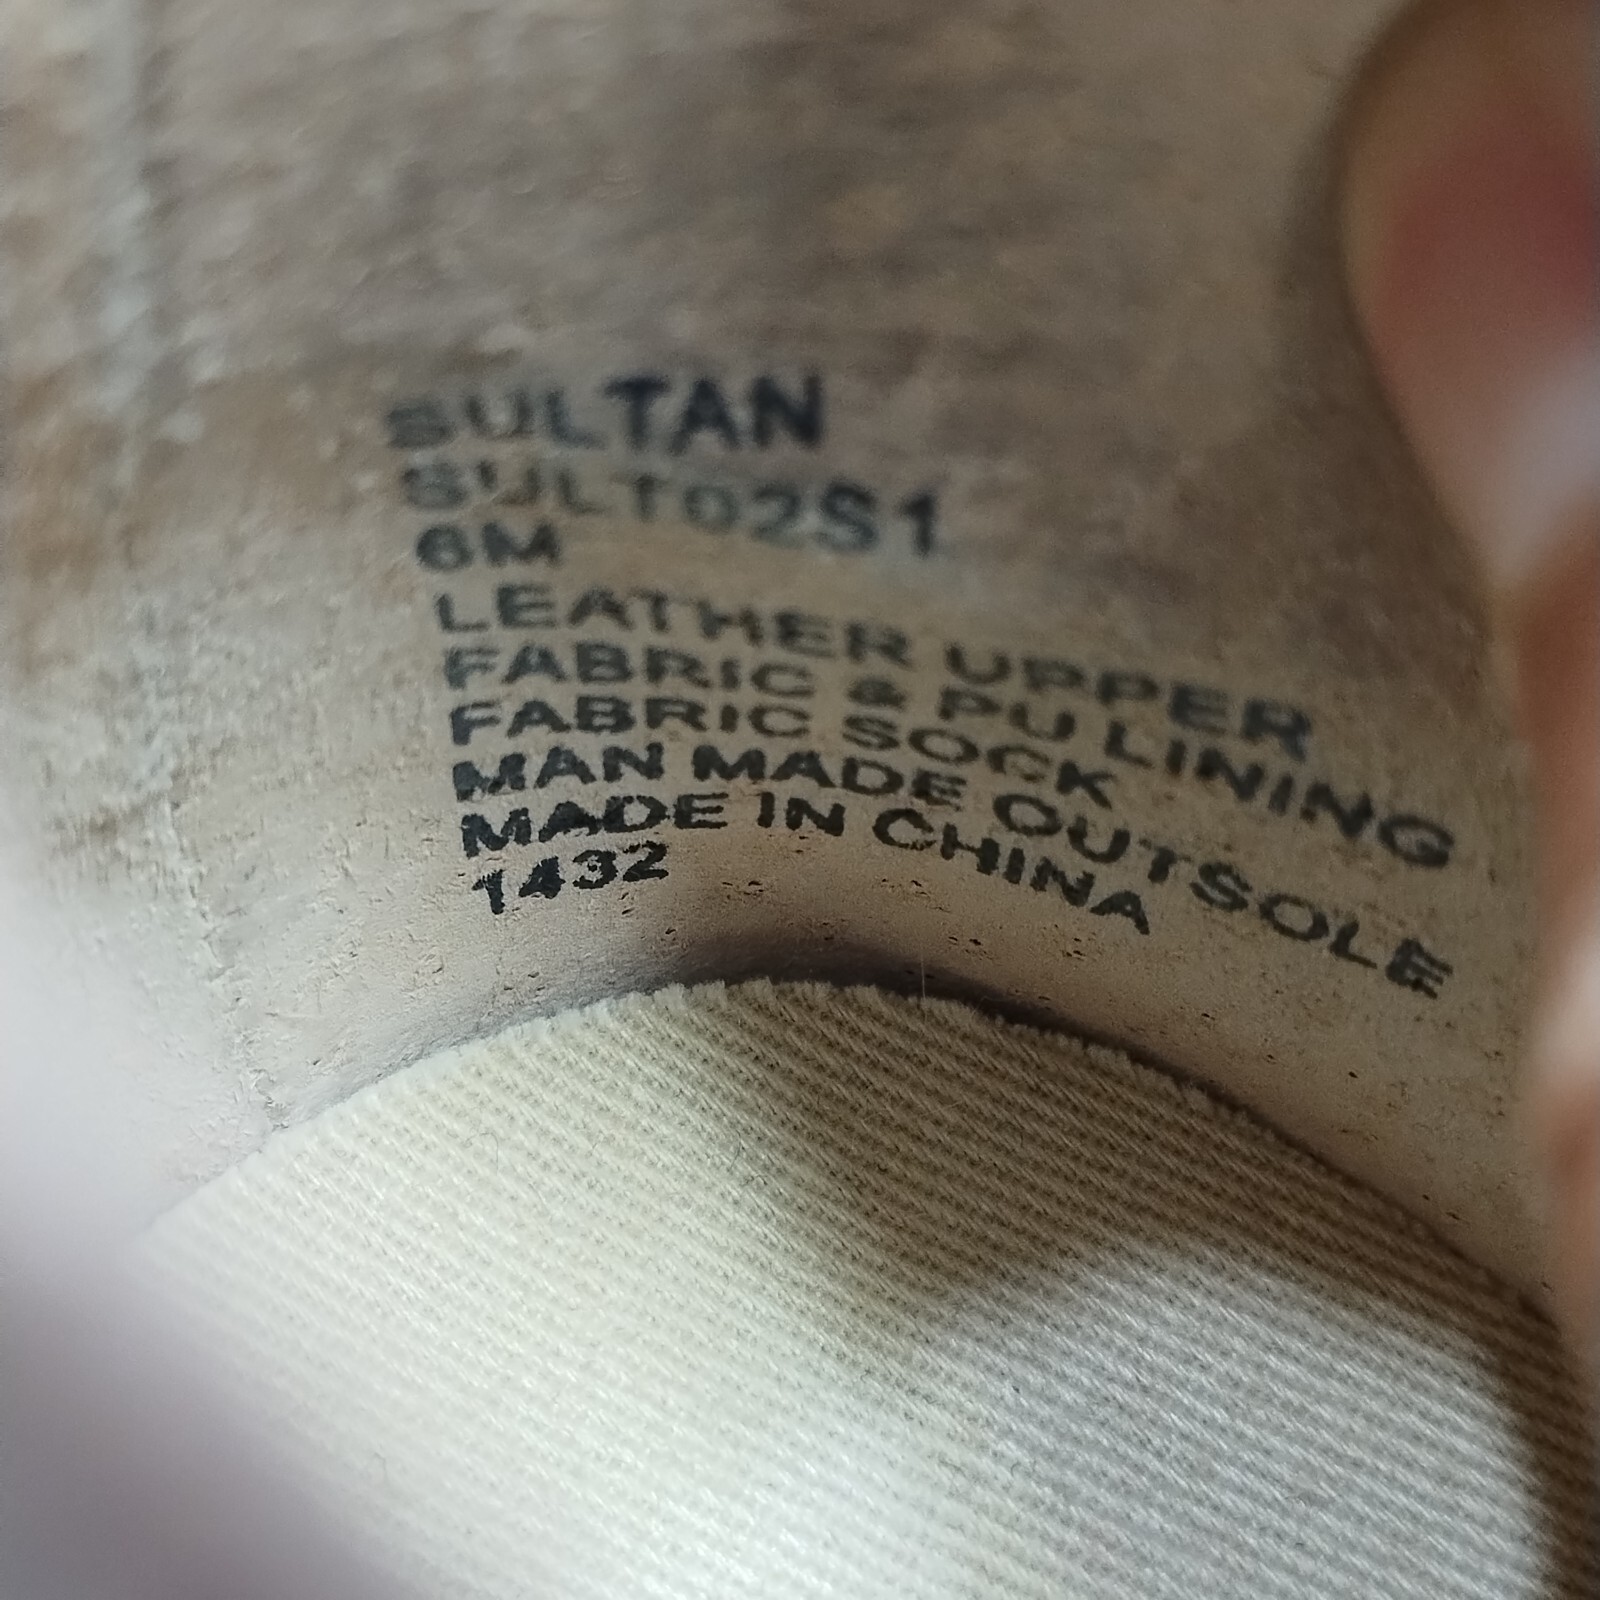 SULTAN
SULT02S1
6M
LEATHER UPPER
FABRIC & PU LINING
FABRIC SOCK
MAN MADE OUTSOLE
MADE IN CHINA
1432